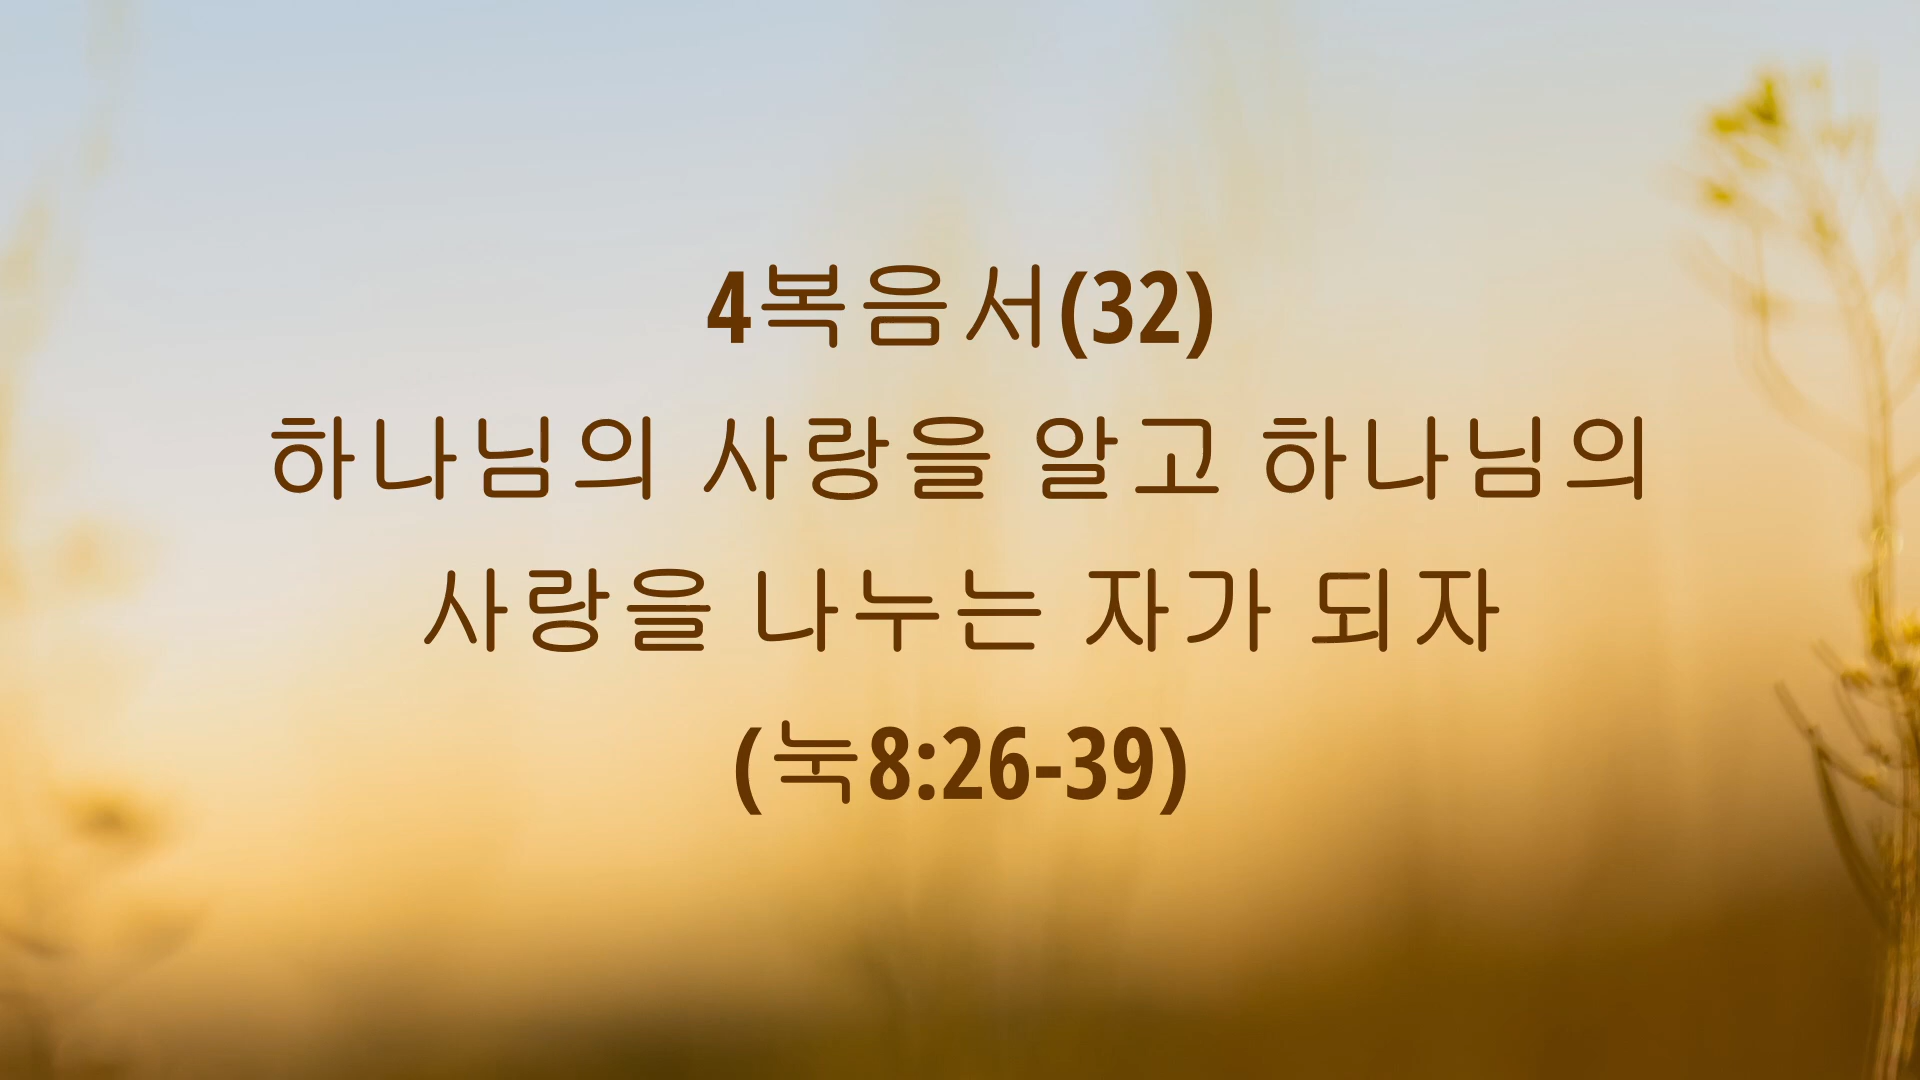 4복음서(32)
하나님의 사랑을 알고 하나님의
사랑을 나누는 자가 되자
(눅8:26-39)